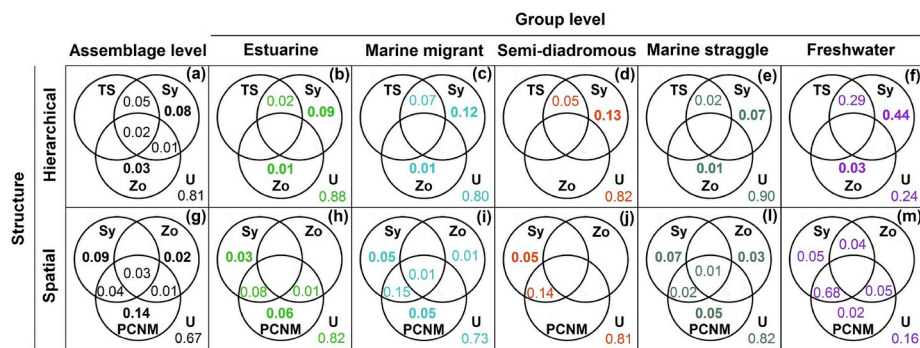 Group level
Assemblage level Estuarine Marine migrant Semi-diadromous Marine straggle Freshwater
Structure
Hierarchical
(a)
TS 0.05 Sy
0.08
0.02
0.01
0.03
Zo U
0.81
(b)
TS 0.02 Sy
0.09
0.01
Zo U
0.88
(c)
TS 0.07 Sy
0.12
0.01
Zo U
0.80
(d)
TS 0.05 Sy
0.13
Zo U
0.82
(e)
TS 0.02 Sy
0.07
0.01
Zo U
0.90
(f)
TS 0.29 Sy
0.44
0.03
Zo U
0.24
Spatial
(g)
Sy Zo
0.09 0.02
0.03
0.04 0.01
0.14
PCNM U
0.67
(h)
Sy Zo
0.03
0.08 0.01
0.06
PCNM U
0.82
(i)
Sy Zo
0.05 0.01
0.01
0.15
0.05
PCNM U
0.73
(j)
Sy Zo
0.05
0.14
PCNM U
0.81
(l)
Sy Zo
0.07 0.03
0.01
0.02
0.05
PCNM U
0.82
(m)
Sy Zo
0.04
0.05
0.68 0.05
0.02
PCNM U
0.16